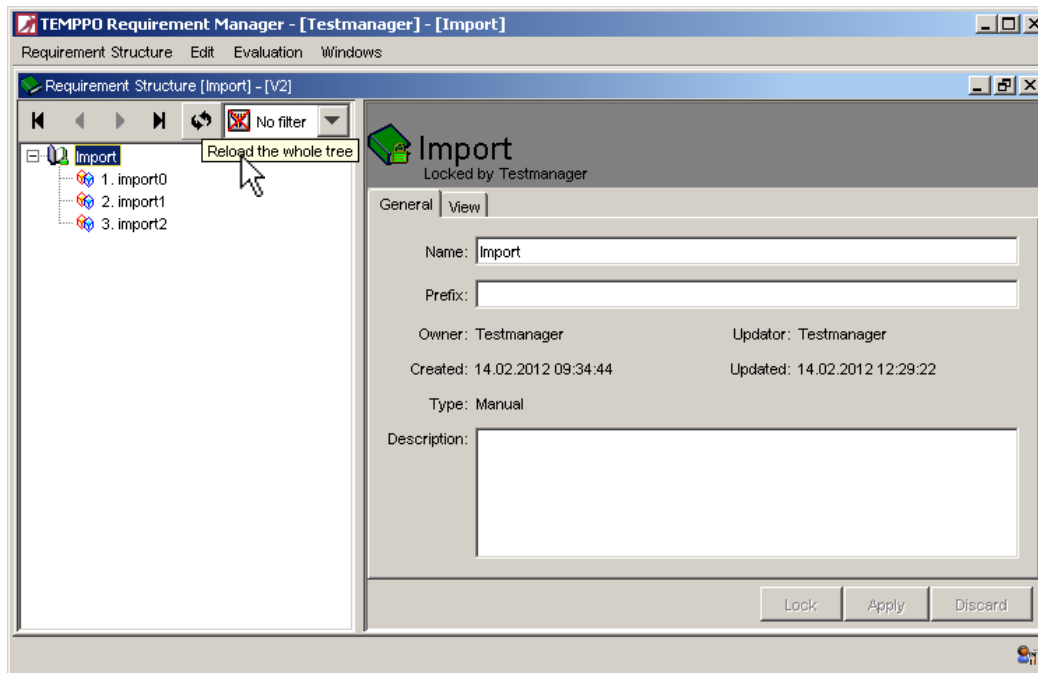 TEMPPO Requirement Manager - [Testmanager] - [Import]
Requirement Structure Edit Evaluation Windows
Requirement Structure [Import] - [V2]
No filter
Reload the whole tree
Import
1. import0
2. import1
3. import2
Import
Locked by Testmanager
General View
Name: Import
Prefix:
Owner: Testmanager Updator: Testmanager
Created: 14.02.2012 09:34:44 Updated: 14.02.2012 12:29:22
Type: Manual
Description:
Lock Apply Discard